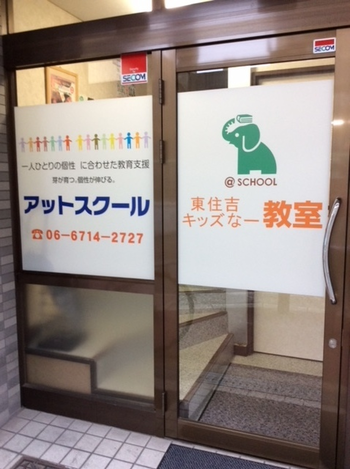 SECOM
一人ひとりの個性 に合わせた教育支援
芽が育つ。個性が伸びる。
アットスクール
☎06-6714-2727
SECOM
@SCHOOL
東住吉
キッズなー教室